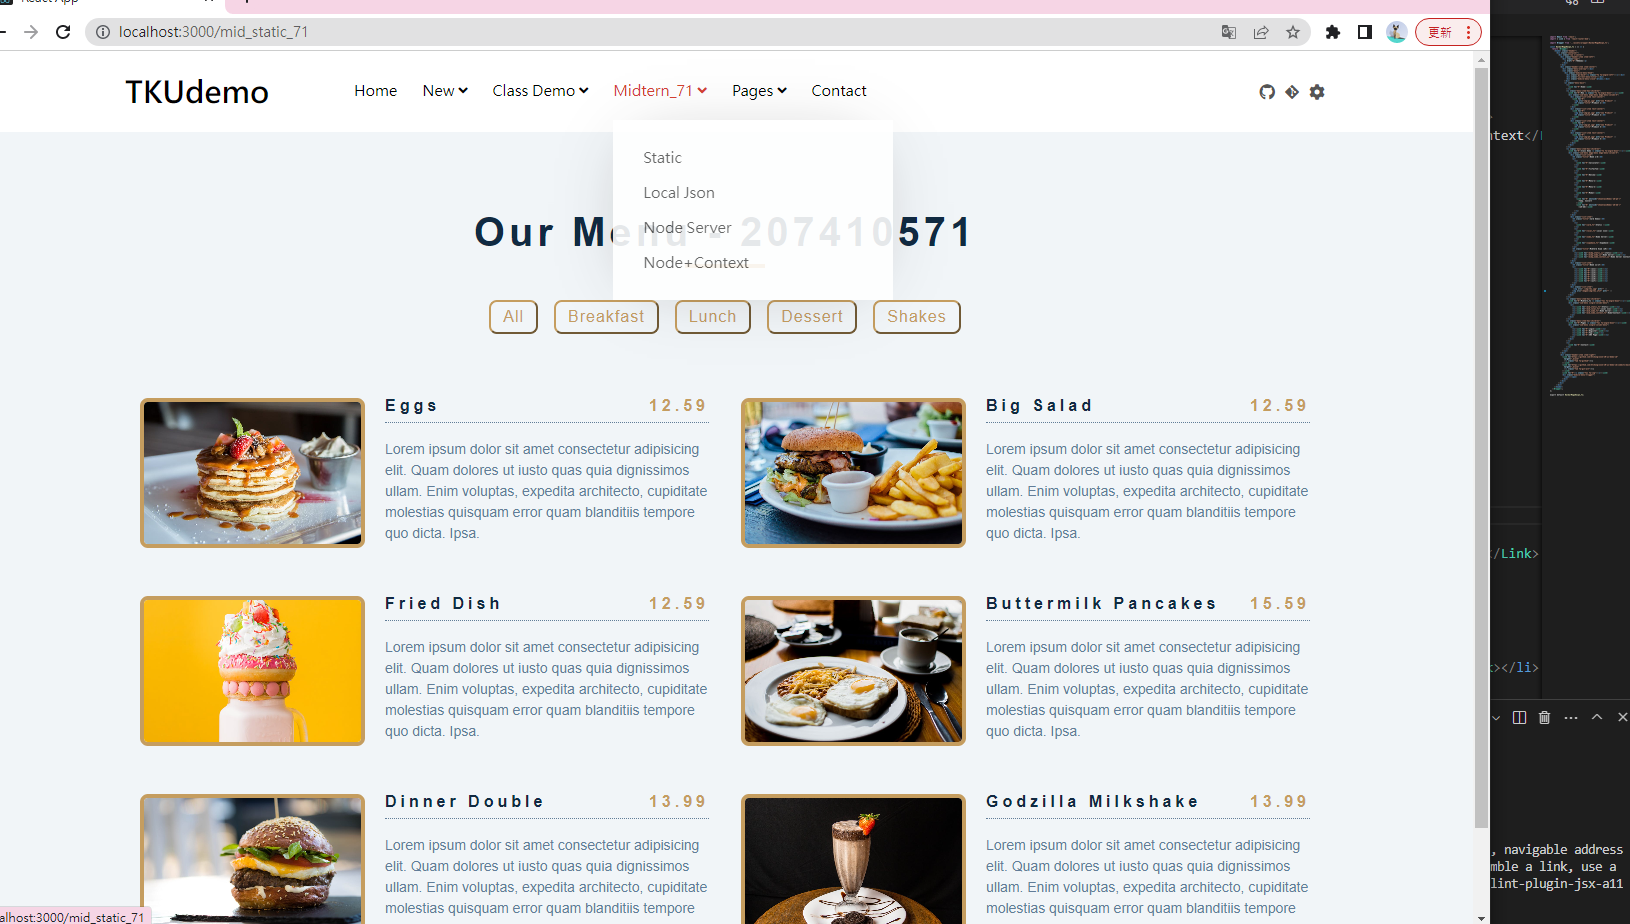 localhost:3000/mid_static_71
更新
TKUdemo
Home
New
Class Demo
Midtern_71
Pages
Contact
Static
Local Json
Node Server
Node+Context
Our Menu - 207410571
All
Breakfast
Lunch
Dessert
Shakes
Eggs 12.59
Lorem ipsum dolor sit amet consectetur adipisicing
elit. Quam dolores ut iusto quas quia dignissimos
ullam. Enim voluptas, expedita architecto, cupiditate
molestias quisquam error quam blanditiis tempore
quo dicta. Ipsa.
Big Salad 12.59
Lorem ipsum dolor sit amet consectetur adipisicing
elit. Quam dolores ut iusto quas quia dignissimos
ullam. Enim voluptas, expedita architecto, cupiditate
molestias quisquam error quam blanditiis tempore
quo dicta. Ipsa.
Fried Dish 12.59
Lorem ipsum dolor sit amet consectetur adipisicing
elit. Quam dolores ut iusto quas quia dignissimos
ullam. Enim voluptas, expedita architecto, cupiditate
molestias quisquam error quam blanditiis tempore
quo dicta. Ipsa.
Buttermilk Pancakes 15.59
Lorem ipsum dolor sit amet consectetur adipisicing
elit. Quam dolores ut iusto quas quia dignissimos
ullam. Enim voluptas, expedita architecto, cupiditate
molestias quisquam error quam blanditiis tempore
quo dicta. Ipsa.
Dinner Double 13.99
Lorem ipsum dolor sit amet consectetur adipisicing
elit. Quam dolores ut iusto quas quia dignissimos
ullam. Enim voluptas, expedita architecto, cupiditate
molestias quisquam error quam blanditiis tempore
Godzilla Milkshake 13.99
Lorem ipsum dolor sit amet consectetur adipisicing
elit. Quam dolores ut iusto quas quia dignissimos
ullam. Enim voluptas, expedita architecto, cupiditate
molestias quisquam error quam blanditiis tempore
alhost:3000/mid_static_71
ntext</
</Link>
></li>
, navigable address
mble a link, use a
lint-plugin-jsx-a11